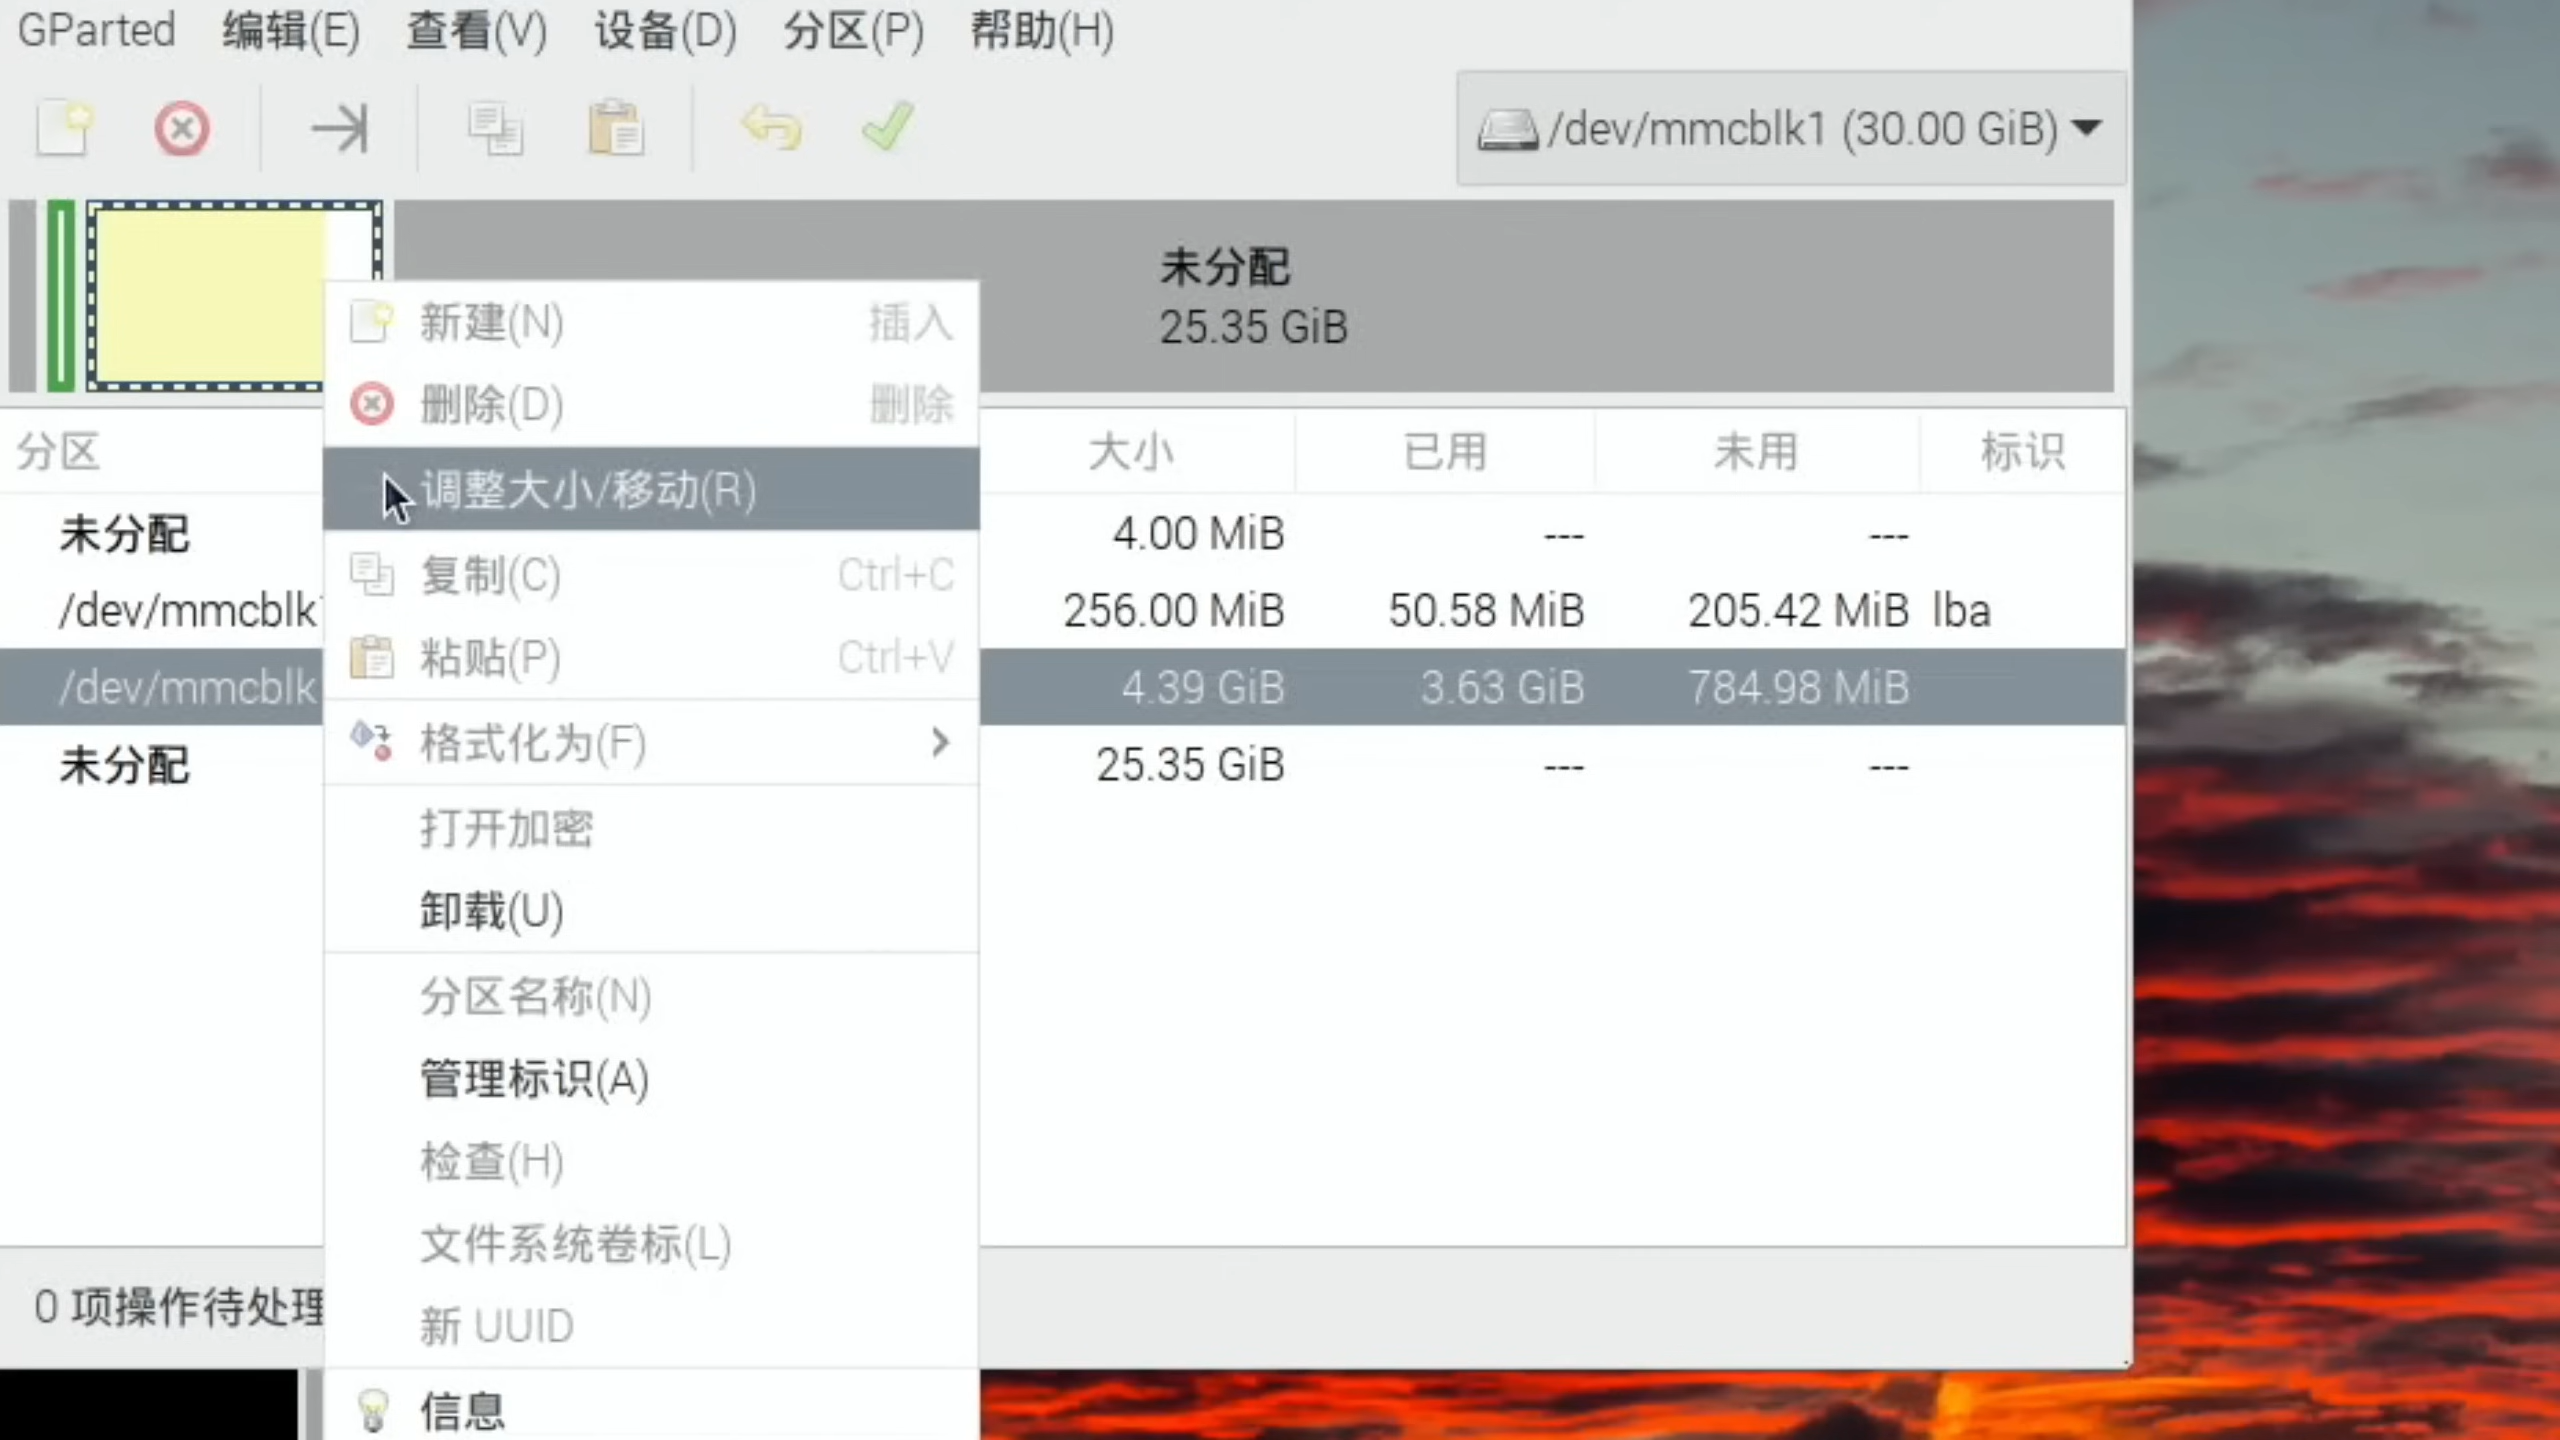 GParted 编辑(E) 查看(V) 设备(D) 分区(P) 帮助(H)
/dev/mmcblk1 (30.00 GiB)
未分配
25.35 GiB
新建(N) 插入
删除(D) 删除
调整大小/移动(R)
复制(C) Ctrl+C
粘贴(P) Ctrl+V
格式化为(F)
打开加密
卸载(U)
分区名称(N)
管理标识(A)
检查(H)
文件系统卷标(L)
新 UUID
信息
分区 大小 已用 未用 标识
未分配 4.00 MiB --- ---
/dev/mmcblk 256.00 MiB 50.58 MiB 205.42 MiB lba
/dev/mmcblk 4.39 GiB 3.63 GiB 784.98 MiB
未分配 25.35 GiB --- ---
0 项操作待处理